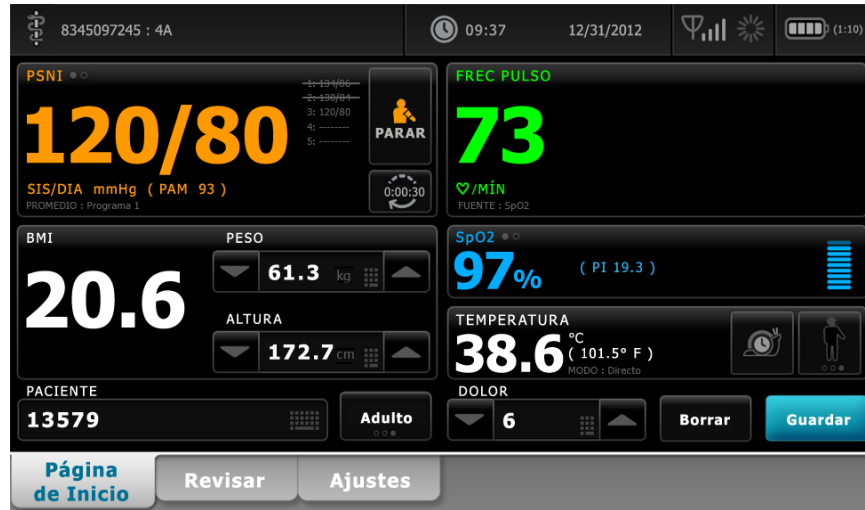 8345097245 : 4A
09:37
12/31/2012
(1:10)
PSNI
1: 134/86
2: 130/84
3: 120/80
4: --------
5: --------
120/80
SIS/DIA mmHg ( PAM 93 )
PROMEDIO : Programa 1
PARAR
0:00:30
FREC PULSO
73
♡/MÍN
FUENTE : SpO2
BMI
20.6
PESO
61.3 kg
ALTURA
172.7 cm
SpO2
97%
( PI 19.3 )
TEMPERATURA
38.6 °C
( 101.5° F )
MODO : Directo
PACIENTE
13579
Adulto
DOLOR
6
Borrar
Guardar
Página
de Inicio
Revisar
Ajustes